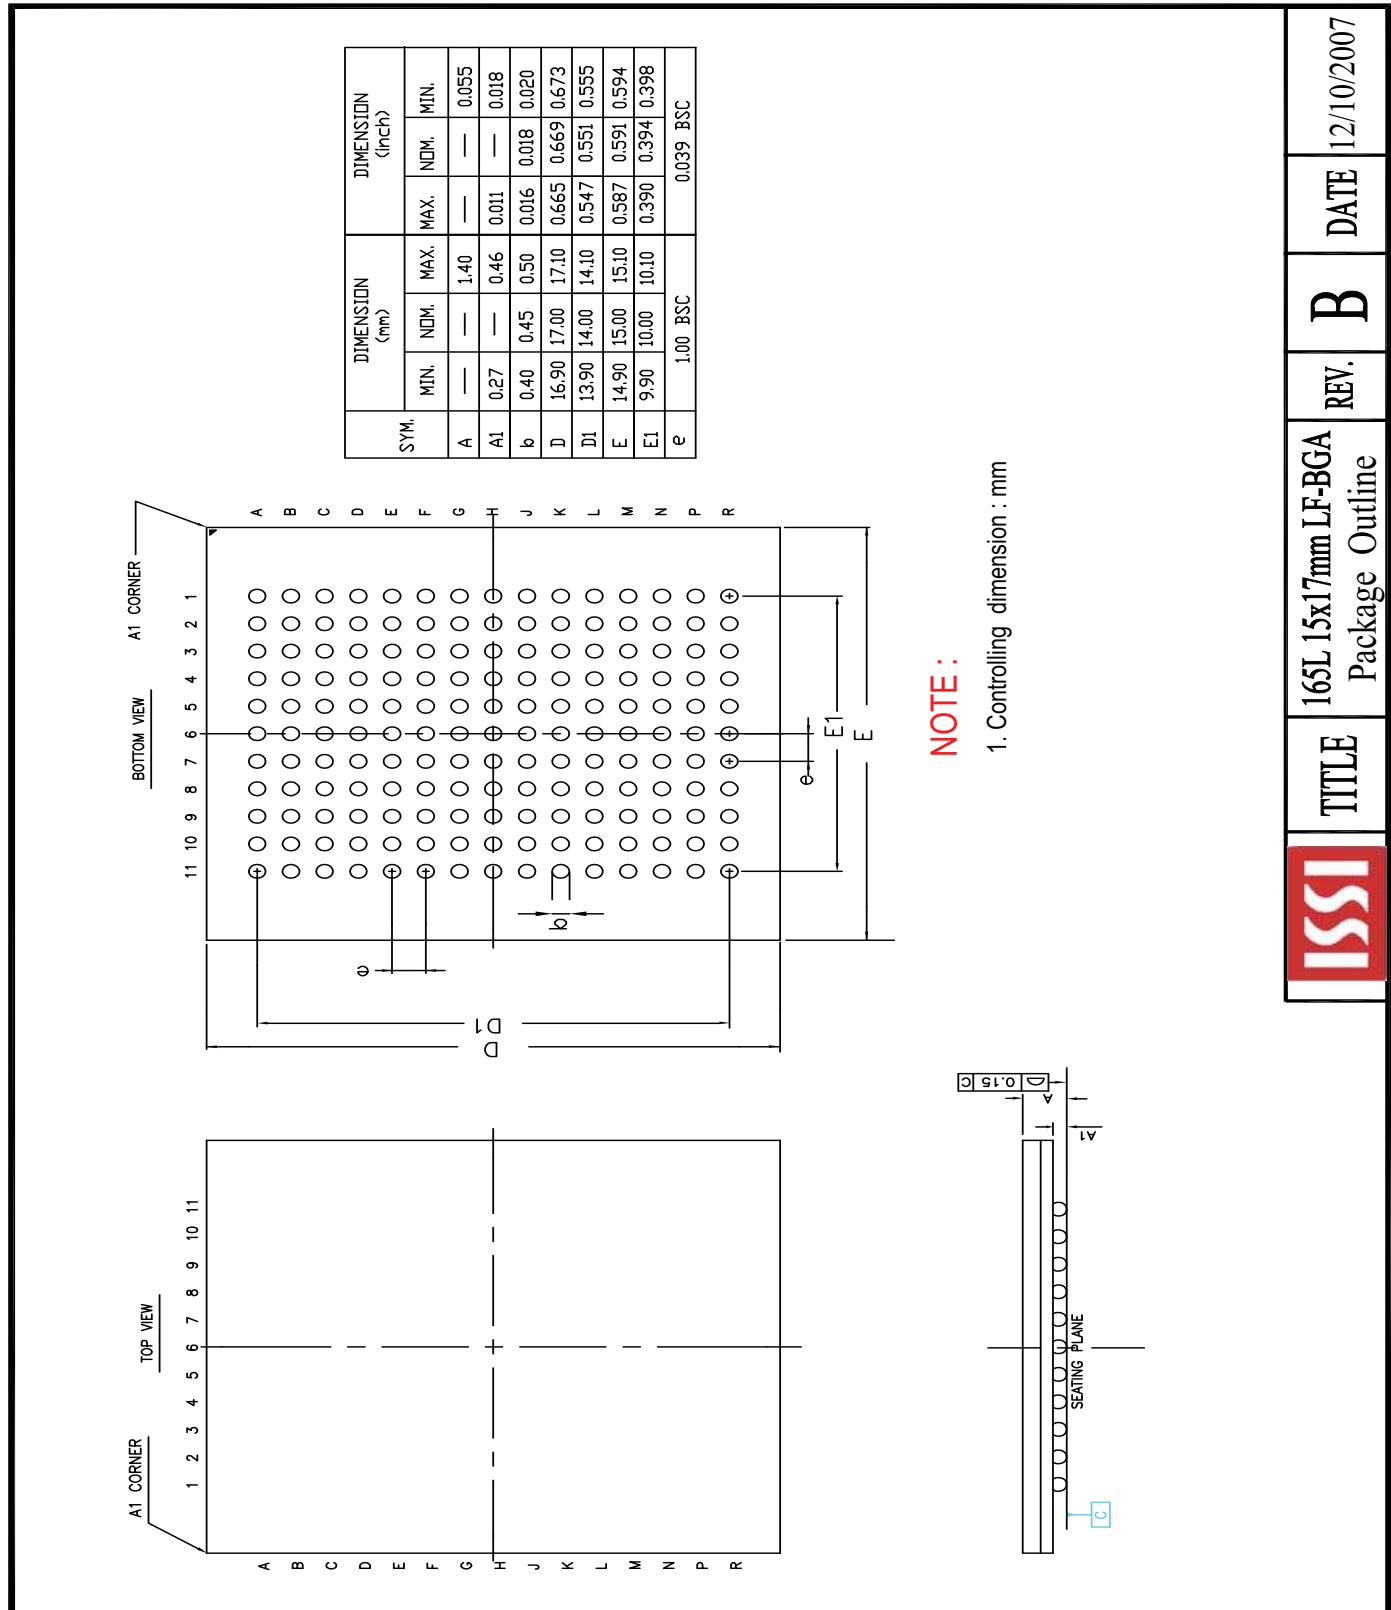 A1 CORNER
TOP VIEW
1 2 3 4 5 6 7 8 9 10 11
A
B
C
D
E
F
G
H
J
K
L
M
N
P
R
BOTTOM VIEW
A1 CORNER
11 10 9 8 7 6 5 4 3 2 1
A
B
C
D
E
F
G
H
J
K
L
M
N
P
R
e
D1
D
b
e
E1
E
SYM. DIMENSION (mm) DIMENSION (inch)
MIN. NOM. MAX. MAX. NOM. MIN.
A — — 1.40 — — 0.055
A1 0.27 — 0.46 0.011 — 0.018
b 0.40 0.45 0.50 0.016 0.018 0.020
D 16.90 17.00 17.10 0.665 0.669 0.673
D1 13.90 14.00 14.10 0.547 0.551 0.555
E 14.90 15.00 15.10 0.587 0.591 0.594
E1 9.90 10.00 10.10 0.390 0.394 0.398
e 1.00 BSC 0.039 BSC
D 0.15 C
A
A1
SEATING PLANE
C
NOTE :
1. Controlling dimension : mm
ISSI
TITLE
165L 15x17mm LF-BGA
Package Outline
REV.
B
DATE
12/10/2007